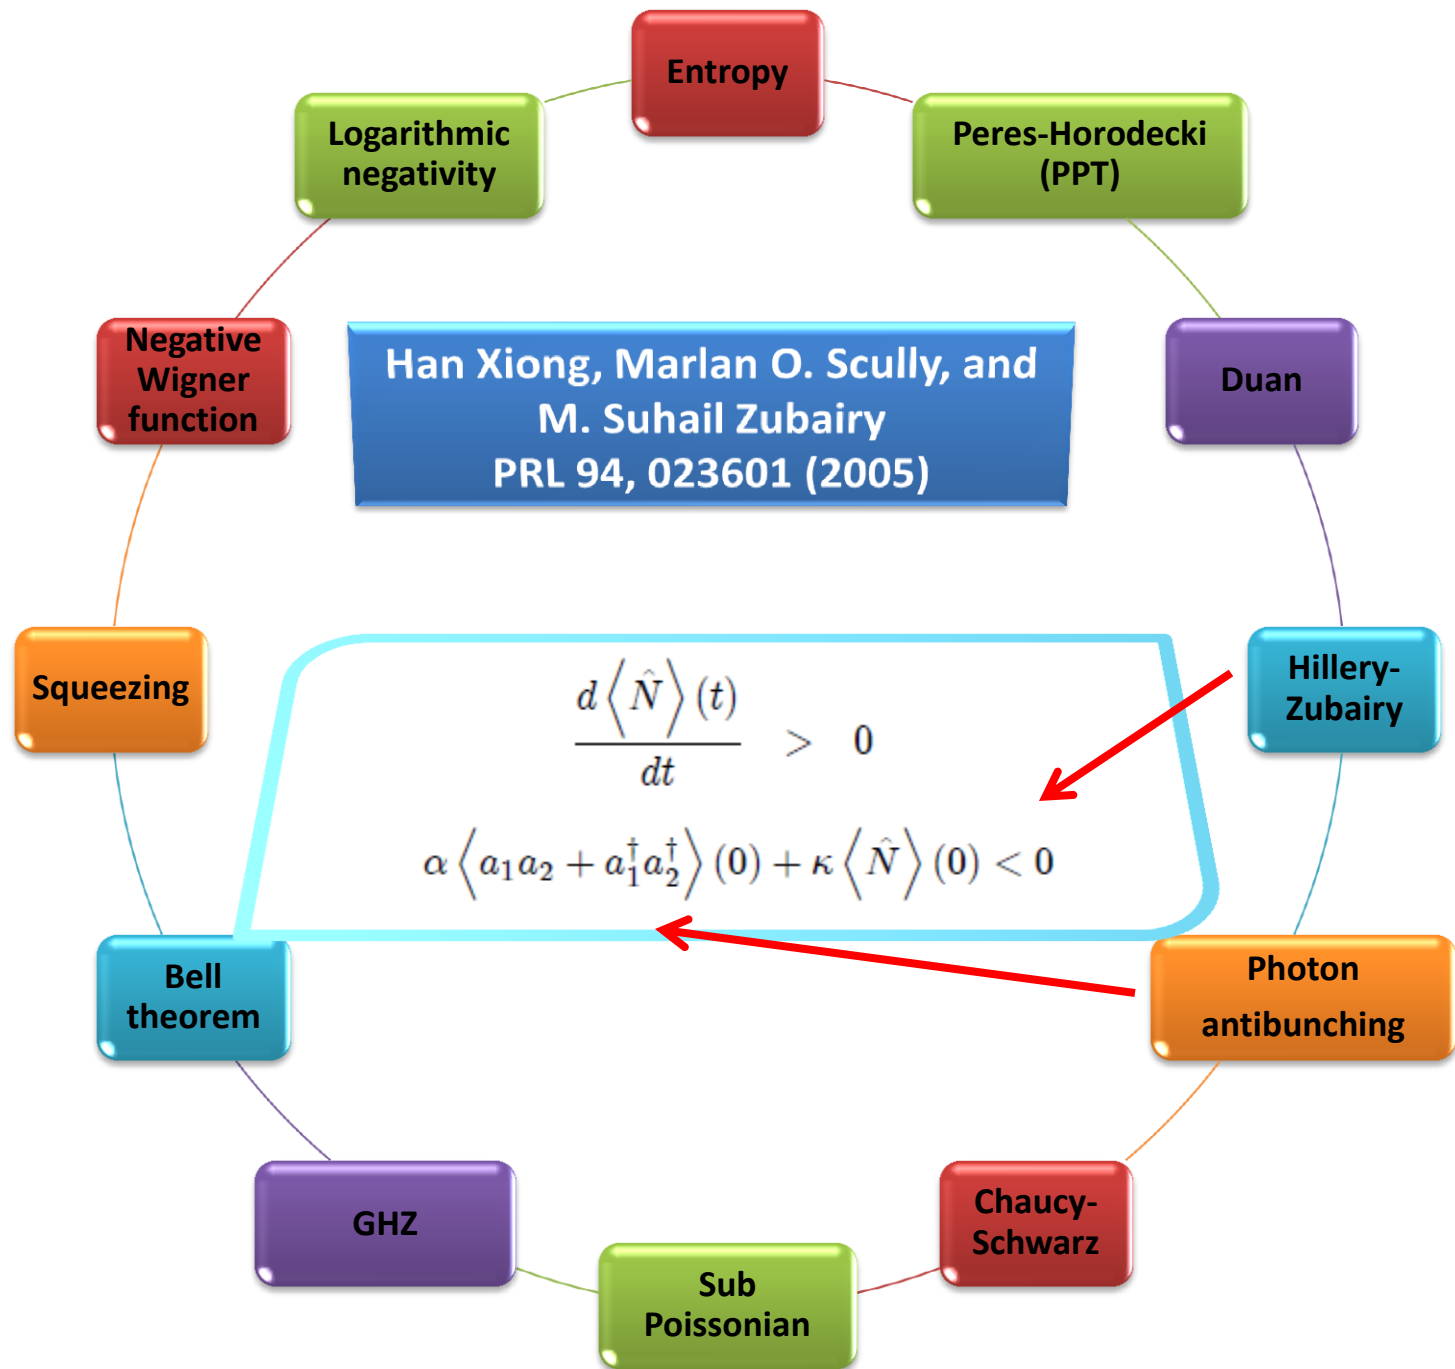 Entropy
Logarithmic
negativity
Peres-Horodecki
(PPT)
Negative
Wigner
function
Han Xiong, Marlan O. Scully, and
M. Suhail Zubairy
PRL 94, 023601 (2005)
Duan
Squeezing
Hillery-
Zubairy
d⟨N̂⟩(t)/dt > 0
α⟨a₁a₂ + a₁†a₂†⟩(0) + κ⟨N̂⟩(0) < 0
Bell
theorem
Photon
antibunching
GHZ
Chaucy-
Schwarz
Sub
Poissonian